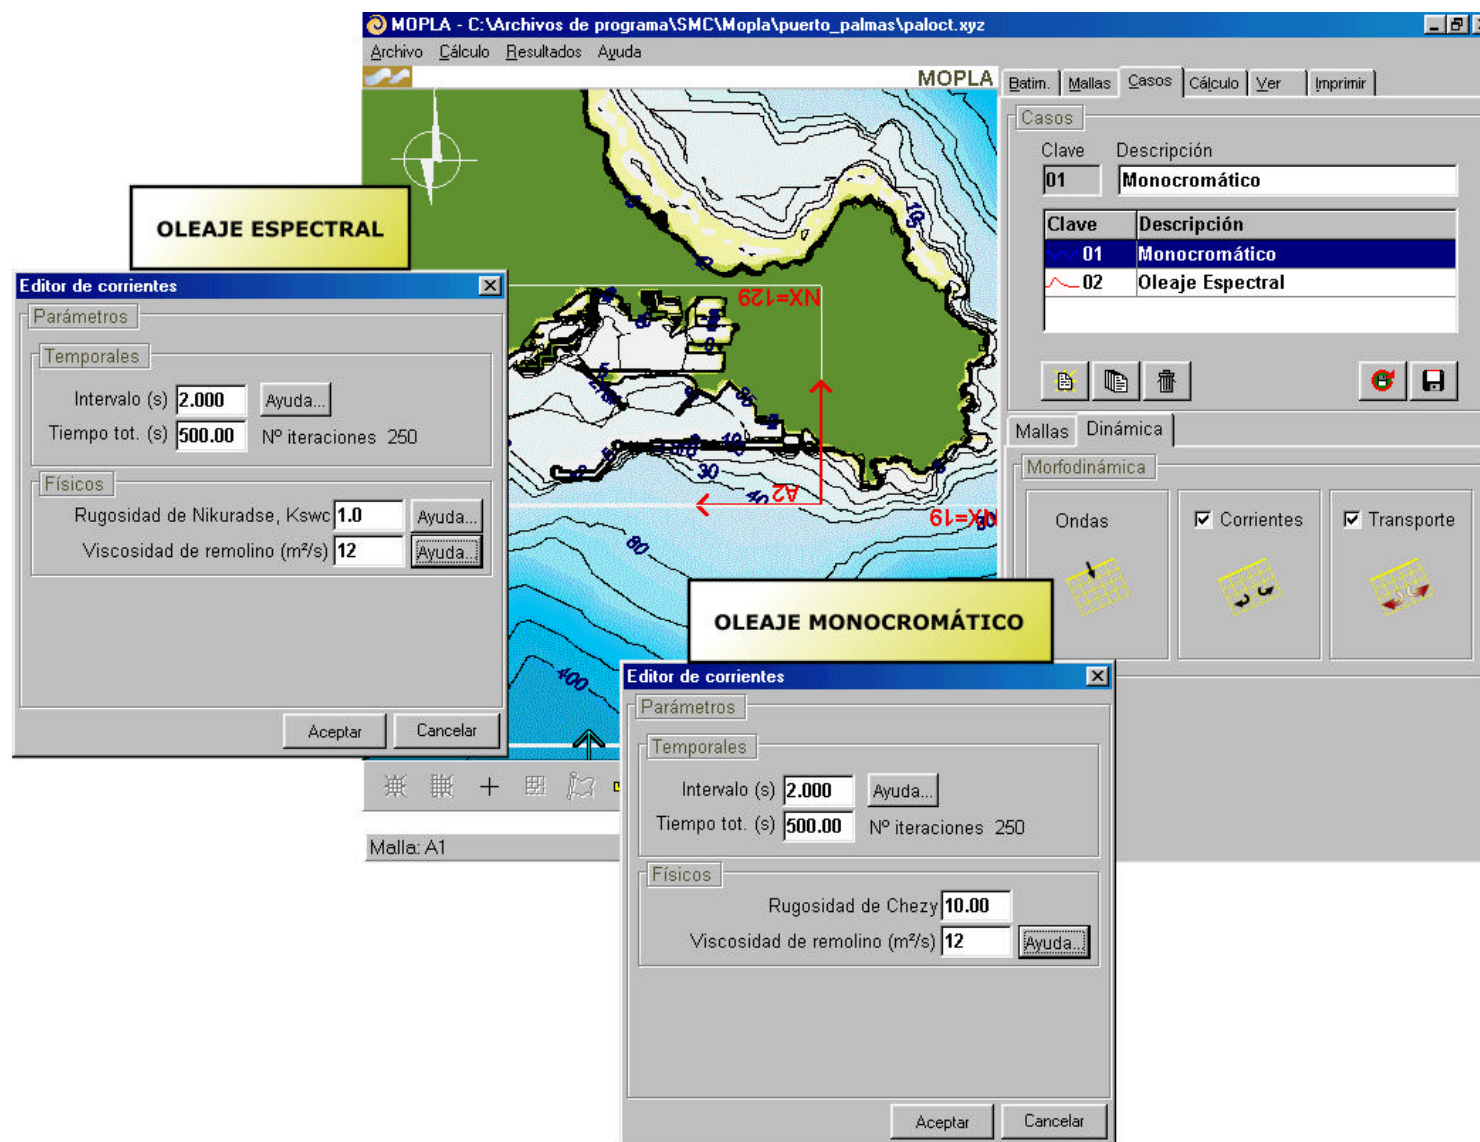 MOPLA - C:\Archivos de programa\SMC\Mopla\puerto_palmas\paloct.xyz
Archivo Cálculo Resultados Ayuda
MOPLA
Batim. Mallas Casos Cálculo Ver Imprimir
Casos
Clave Descripción
01 Monocromático
Clave Descripción
01 Monocromático
02 Oleaje Espectral
Mallas Dinámica
Morfodinámica
Ondas Corrientes Transporte
OLEAJE ESPECTRAL
Editor de corrientes
Parámetros
Temporales
Intervalo (s) 2.000 Ayuda...
Tiempo tot. (s) 500.00 Nº iteraciones 250
Físicos
Rugosidad de Nikuradse, Kswc 1.0 Ayuda...
Viscosidad de remolino (m²/s) 12 Ayuda...
Aceptar Cancelar
NX=129
A2
NX=19
10
30
40
80
400
OLEAJE MONOCROMÁTICO
Editor de corrientes
Parámetros
Temporales
Intervalo (s) 2.000 Ayuda...
Tiempo tot. (s) 500.00 Nº iteraciones 250
Físicos
Rugosidad de Chezy 10.00
Viscosidad de remolino (m²/s) 12 Ayuda...
Aceptar Cancelar
Malla: A1